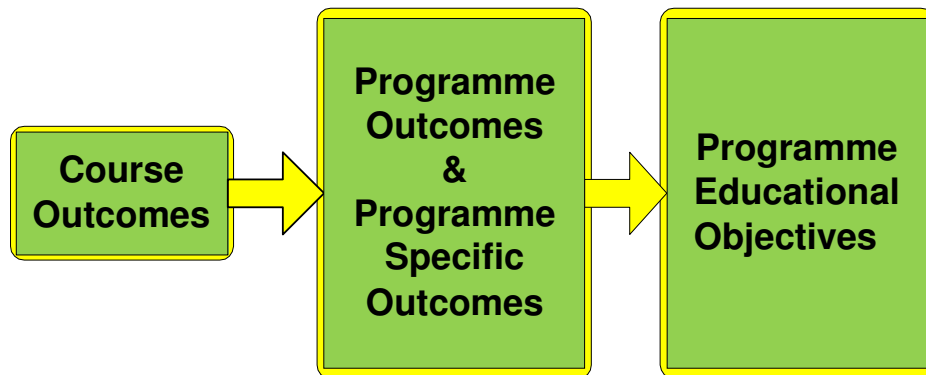 Course
Outcomes
Programme
Outcomes
&
Programme
Specific
Outcomes
Programme
Educational
Objectives